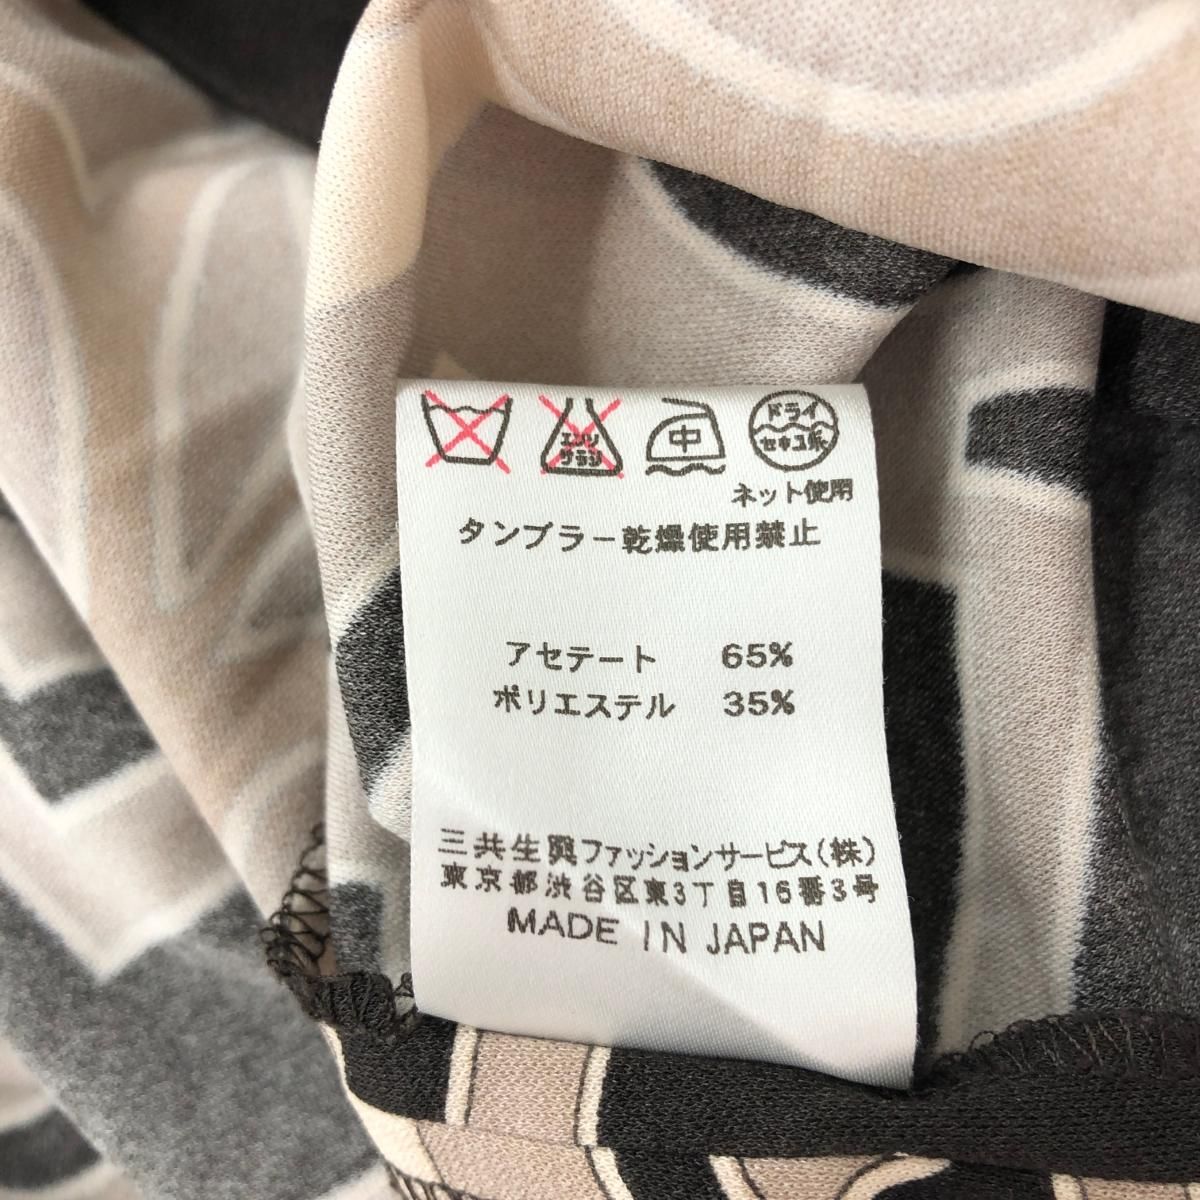 エンソ
サラシ
中
ドライ
セキユ系
ネット使用
タンブラー乾燥使用禁止
アセテート 65%
ポリエステル 35%
三共生興ファッションサービス(株)
東京都渋谷区東3丁目16番3号
MADE IN JAPAN